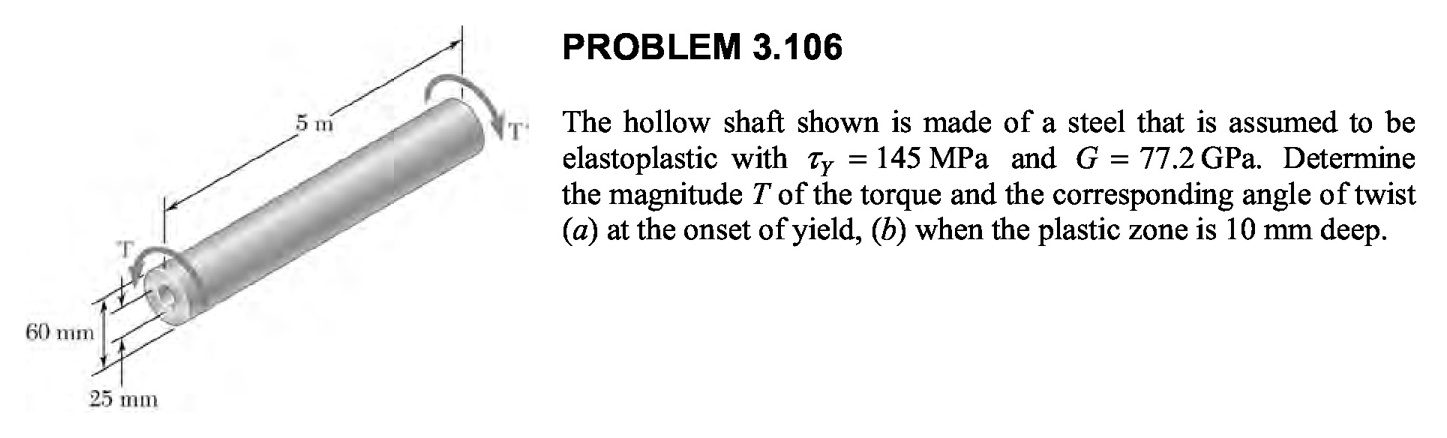 PROBLEM 3.106
5 m
T'
The hollow shaft shown is made of a steel that is assumed to be
elastoplastic with τY = 145 MPa and G = 77.2 GPa. Determine
the magnitude T of the torque and the corresponding angle of twist
(a) at the onset of yield, (b) when the plastic zone is 10 mm deep.
T
60 mm
25 mm